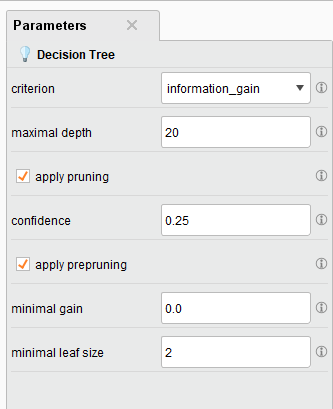 Parameters
Decision Tree
criterion information_gain
maximal depth 20
apply pruning
confidence 0.25
apply prepruning
minimal gain 0.0
minimal leaf size 2